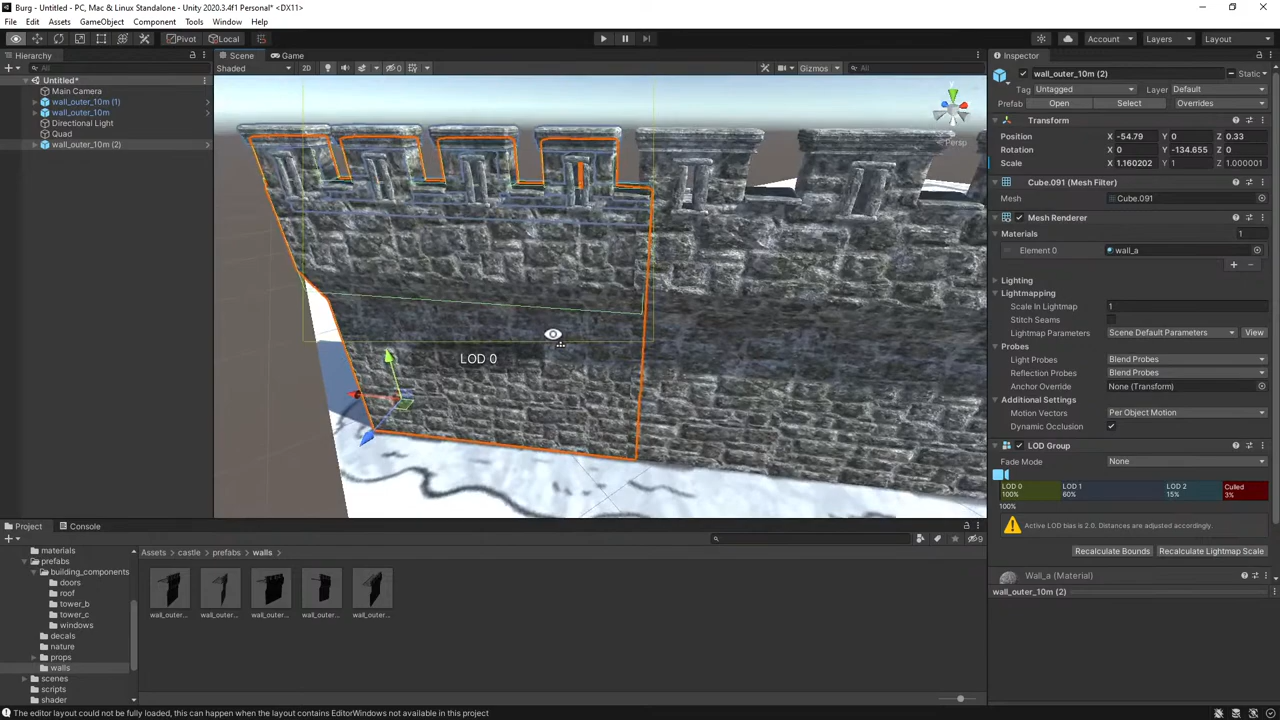 Burg - Untitled - PC, Mac & Linux Standalone - Unity 2020.3.4f1 Personal* <DX11>
File Edit Assets GameObject Component Tools Window Help
Pivot Local Account Layers Layout
Hierarchy
All
Untitled*
Main Camera
wall_outer_10m (1)
wall_outer_10m
Directional Light
Quad
wall_outer_10m (2)
Scene Game
Shaded 2D 0 Gizmos All
Persp
LOD 0
Inspector
wall_outer_10m (2) Static
Tag Untagged Layer Default
Prefab Open Select Overrides
Transform
Position X -54.79 Y 0 Z 0.33
Rotation X 0 Y -134.655 Z 0
Scale X 1.160202 Y 1 Z 1.000001
Cube.091 (Mesh Filter)
Mesh Cube.091
Mesh Renderer
Materials 1
Element 0 wall_a
Lighting
Lightmapping
Scale In Lightmap 1
Stitch Seams
Lightmap Parameters Scene Default Parameters View
Probes
Light Probes Blend Probes
Reflection Probes Blend Probes
Anchor Override None (Transform)
Additional Settings
Motion Vectors Per Object Motion
Dynamic Occlusion
LOD Group
Fade Mode None
LOD 0 LOD 1 LOD 2 Culled
100% 60% 15% 3%
100%
Active LOD bias is 2.0. Distances are adjusted accordingly.
Recalculate Bounds Recalculate Lightmap Scale
Wall_a (Material)
wall_outer_10m (2)
Project Console
9
materials
prefabs
building_components
doors
roof
tower_b
tower_c
windows
decals
nature
props
walls
scenes
scripts
shader
Assets > castle > prefabs > walls >
wall_outer... wall_outer... wall_outer... wall_outer... wall_outer...
The editor layout could not be fully loaded, this can happen when the layout contains EditorWindows not available in this project